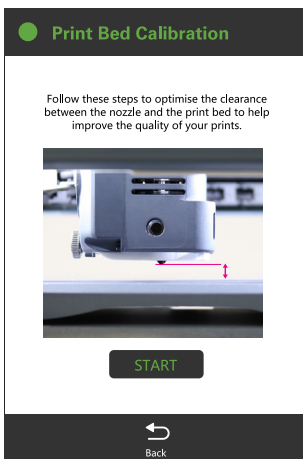 Print Bed Calibration
Follow these steps to optimise the clearance
between the nozzle and the print bed to help
improve the quality of your prints.
START
Back